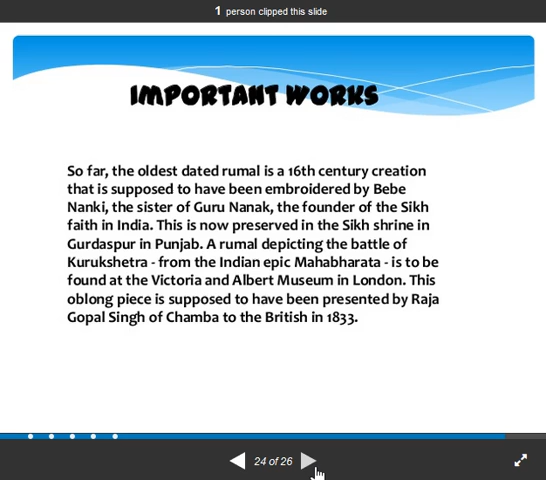 1 person clipped this slide
IMPORTANT WORKS
So far, the oldest dated rumal is a 16th century creation
that is supposed to have been embroidered by Bebe
Nanki, the sister of Guru Nanak, the founder of the Sikh
faith in India. This is now preserved in the Sikh shrine in
Gurdaspur in Punjab. A rumal depicting the battle of
Kurukshetra - from the Indian epic Mahabharata - is to be
found at the Victoria and Albert Museum in London. This
oblong piece is supposed to have been presented by Raja
Gopal Singh of Chamba to the British in 1833.
24 of 26